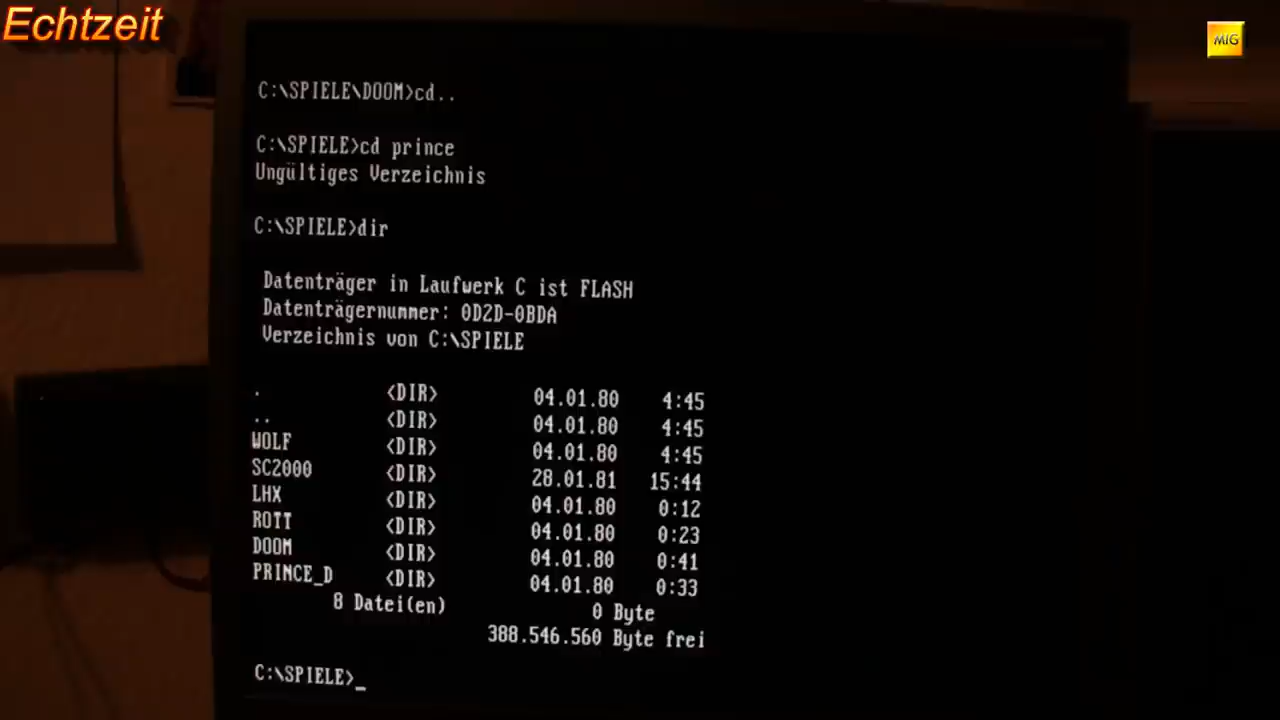 Echtzeit
MIG
C:\SPIELE\DOOM>cd..
C:\SPIELE>cd prince
Ungültiges Verzeichnis
C:\SPIELE>dir
Datenträger in Laufwerk C ist FLASH
Datenträgernummer: 0D2D-0BDA
Verzeichnis von C:\SPIELE
. <DIR> 04.01.80 4:45
.. <DIR> 04.01.80 4:45
WOLF <DIR> 04.01.80 4:45
SC2000 <DIR> 28.01.81 15:44
LHX <DIR> 04.01.80 0:12
ROTT <DIR> 04.01.80 0:23
DOOM <DIR> 04.01.80 0:41
PRINCE_D <DIR> 04.01.80 0:33
8 Datei(en) 0 Byte
388.546.560 Byte frei
C:\SPIELE>_